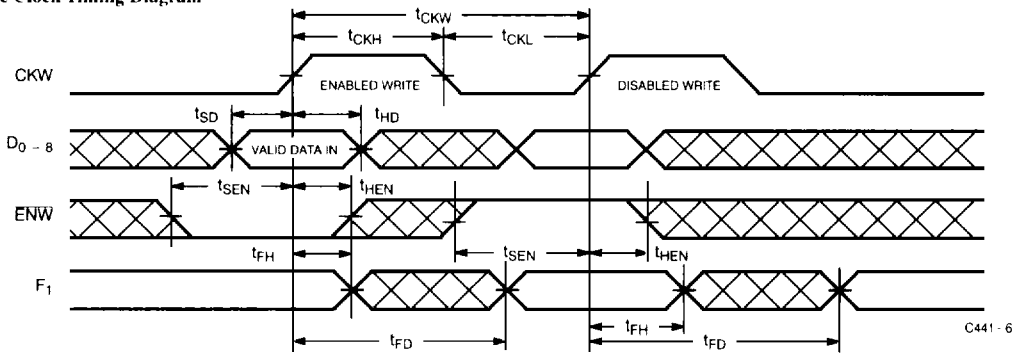 e Clock Timing Diagram
tCKW
tCKH tCKL
CKW ENABLED WRITE DISABLED WRITE
tSD tHD
D0 – 8 VALID DATA IN
tSEN tHEN
ENW
tFH tSEN tHEN
F1
tFH C441 - 6
tFD tFD